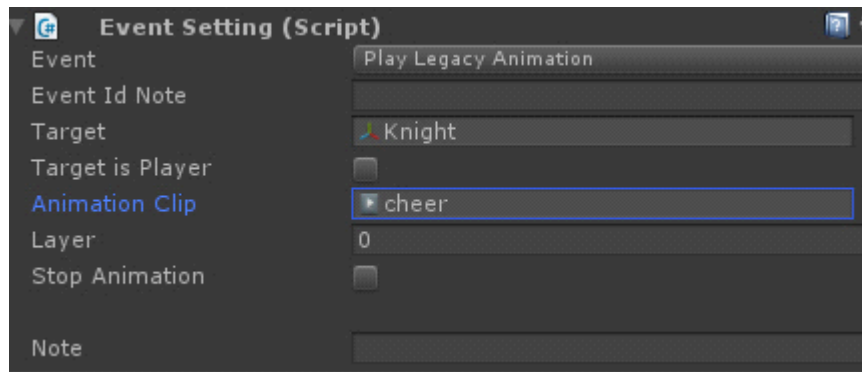 Event Setting (Script)
Event Play Legacy Animation
Event Id Note
Target Knight
Target is Player
Animation Clip cheer
Layer 0
Stop Animation
Note